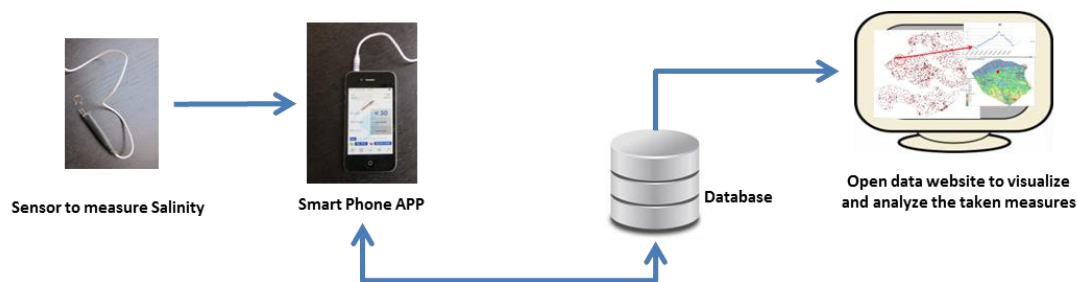 Sensor to measure Salinity
Smart Phone APP
Database
Open data website to visualize
and analyze the taken measures